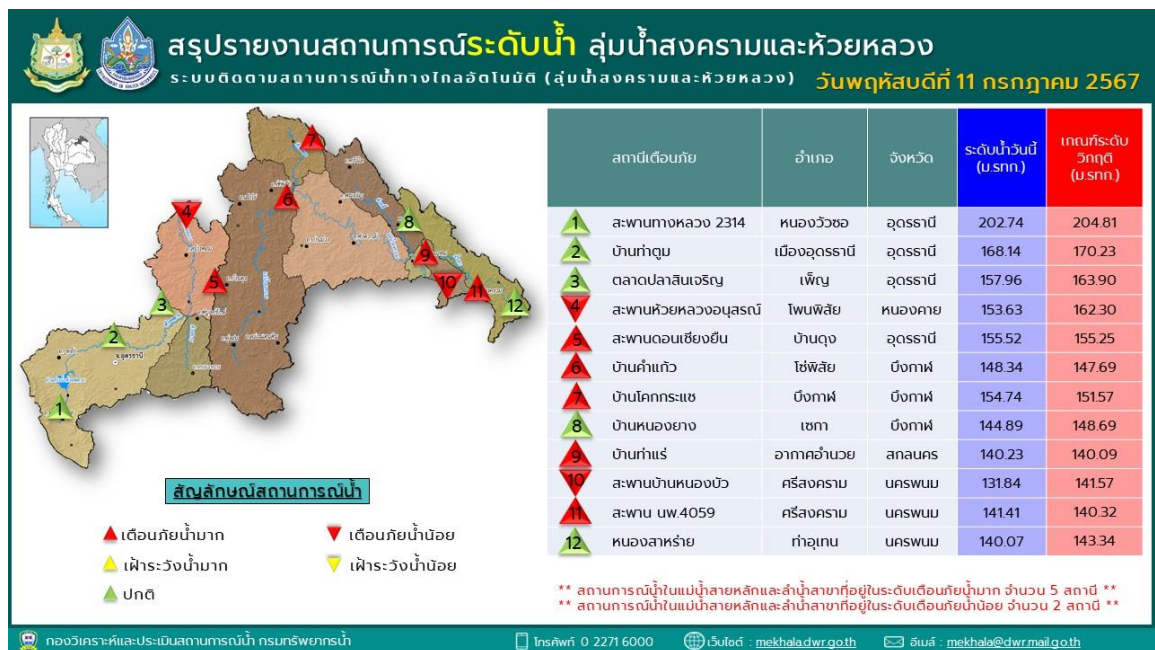 สรุปรายงานสถานการณ์ระดับน้ำ ลุ่มน้ำสงครามและห้วยหลวง
ระบบติดตามสถานการณ์น้ำทางไกลอัตโนมัติ (ลุ่มน้ำสงครามและห้วยหลวง) วันพฤหัสบดีที่ 11 กรกฎาคม 2567
สถานีเตือนภัย อำเภอ จังหวัด ระดับน้ำวันนี้ (ม.รทก.) เกณฑ์ระดับวิกฤติ (ม.รทก.)
1 สะพานทางหลวง 2314 หนองวัวซอ อุดรธานี 202.74 204.81
2 บ้านท่าตูม เมืองอุดรธานี อุดรธานี 168.14 170.23
3 ตลาดปลาสินเจริญ เพ็ญ อุดรธานี 157.96 163.90
4 สะพานห้วยหลวงอนุสรณ์ โพนพิสัย หนองคาย 153.63 162.30
5 สะพานดอนเชียงยืน บ้านดุง อุดรธานี 155.52 155.25
6 บ้านคำแก้ว โซ่พิสัย บึงกาฬ 148.34 147.69
7 บ้านโคกกระแซ บึงกาฬ บึงกาฬ 154.74 151.57
8 บ้านหนองยาง เซกา บึงกาฬ 144.89 148.69
9 บ้านท่าแร่ อากาศอำนวย สกลนคร 140.23 140.09
10 สะพานบ้านหนองบัว ศรีสงคราม นครพนม 131.84 141.57
11 สะพาน นพ.4059 ศรีสงคราม นครพนม 141.41 140.32
12 หนองสาหร่าย ท่าอุเทน นครพนม 140.07 143.34
7
6
4
8
9
5
10
11
3
12
2
1
สัญลักษณ์สถานการณ์น้ำ
เตือนภัยน้ำมาก เตือนภัยน้ำน้อย
เฝ้าระวังน้ำมาก เฝ้าระวังน้ำน้อย
ปกติ
** สถานการณ์น้ำในแม่น้ำสายหลักและลำน้ำสาขาที่อยู่ในระดับเตือนภัยน้ำมาก จำนวน 5 สถานี **
** สถานการณ์น้ำในแม่น้ำสายหลักและลำน้ำสาขาที่อยู่ในระดับเตือนภัยน้ำน้อย จำนวน 2 สถานี **
กองวิเคราะห์และประเมินสถานการณ์น้ำ กรมทรัพยากรน้ำ โทรศัพท์ 0 2271 6000 เว็บไซต์ : mekhala.dwr.go.th อีเมล์ : mekhala@dwr.mail.go.th